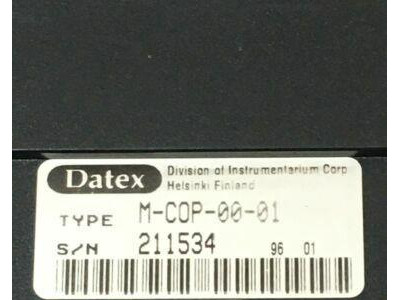 Datex Division of Instrumentarium Corp
Helsinki Finland
TYPE M-COP-00-01
S/N 211534 96 01